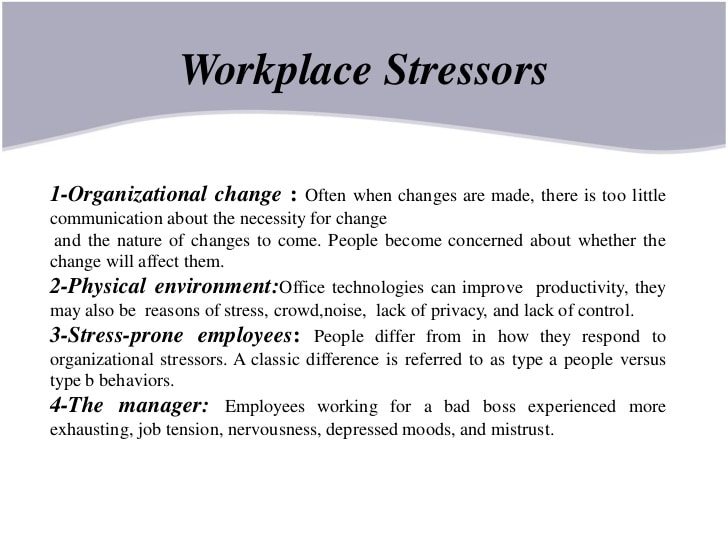 Workplace Stressors
1-Organizational change : Often when changes are made, there is too little
communication about the necessity for change
and the nature of changes to come. People become concerned about whether the
change will affect them.
2-Physical environment:Office technologies can improve productivity, they
may also be reasons of stress, crowd,noise, lack of privacy, and lack of control.
3-Stress-prone employees: People differ from in how they respond to
organizational stressors. A classic difference is referred to as type a people versus
type b behaviors.
4-The manager: Employees working for a bad boss experienced more
exhausting, job tension, nervousness, depressed moods, and mistrust.